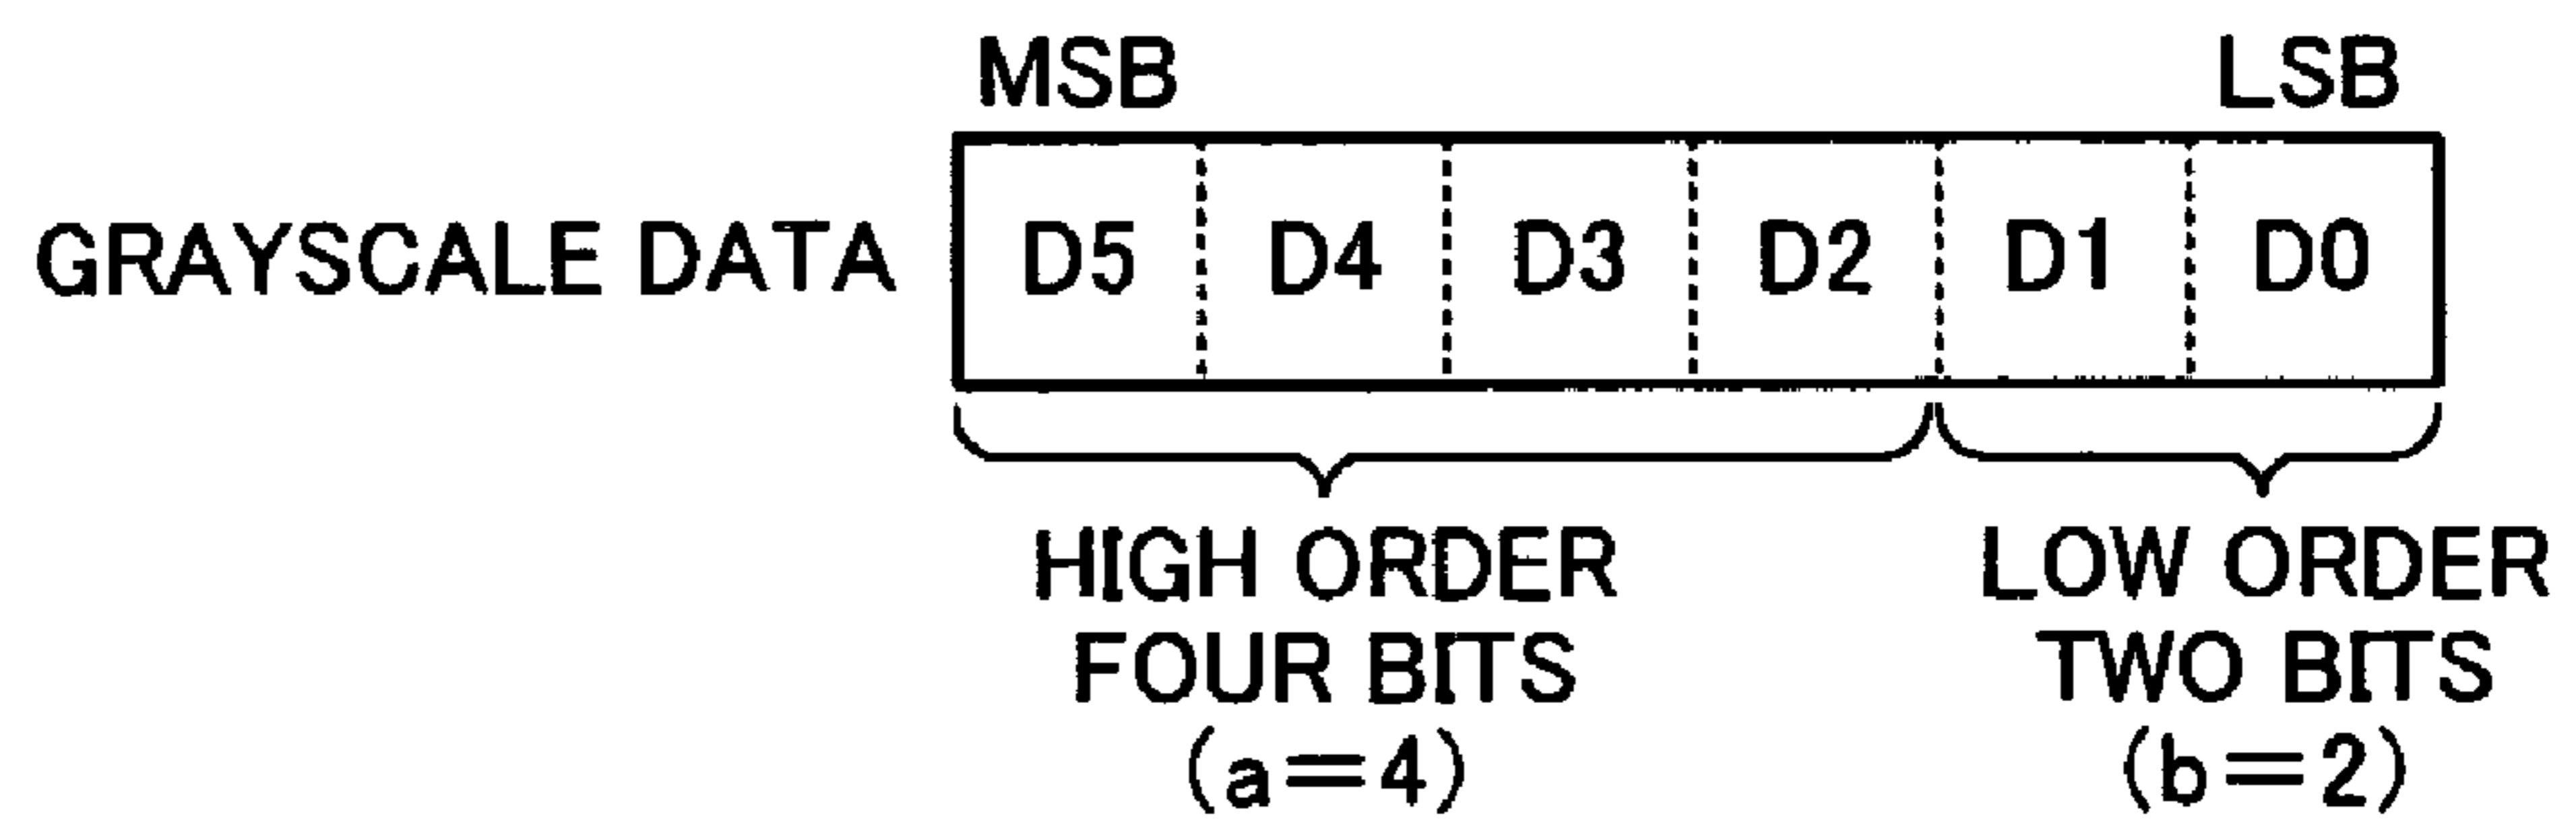 MSB LSB
GRAYSCALE DATA D5 D4 D3 D2 D1 D0
HIGH ORDER
FOUR BITS
(a=4)
LOW ORDER
TWO BITS
(b=2)